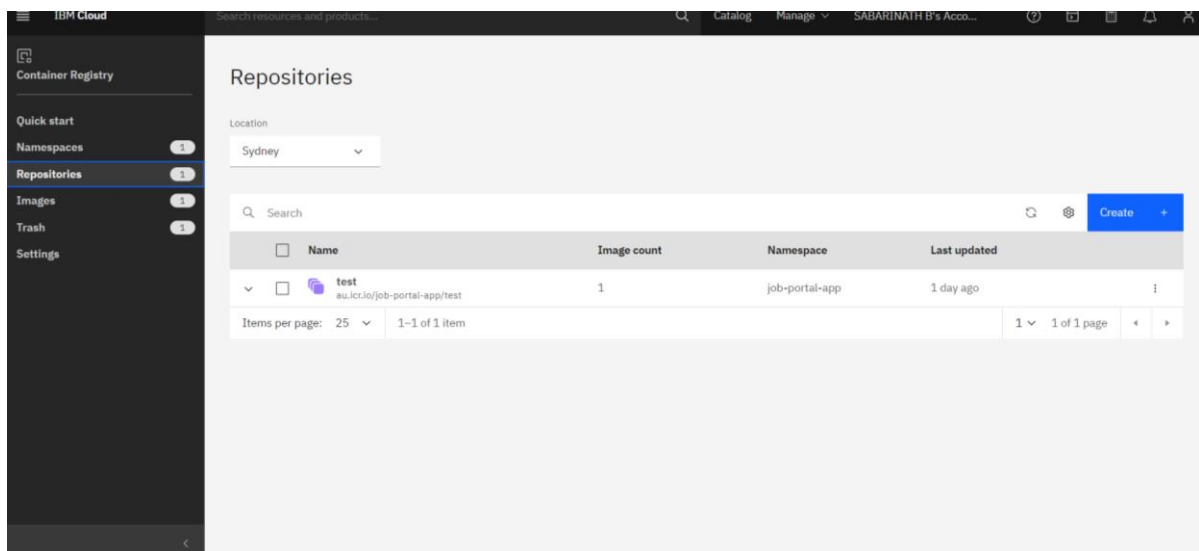 IBM Cloud
Search resources and products...
Catalog
Manage
SABARINATH B's Acco...
Container Registry
Quick start
Namespaces 1
Repositories 1
Images 1
Trash 1
Settings
Repositories
Location
Sydney
Search
Create +
Name Image count Namespace Last updated
test
au.icr.io/job-portal-app/test
1 job-portal-app 1 day ago
Items per page: 25 1–1 of 1 item 1 1 of 1 page